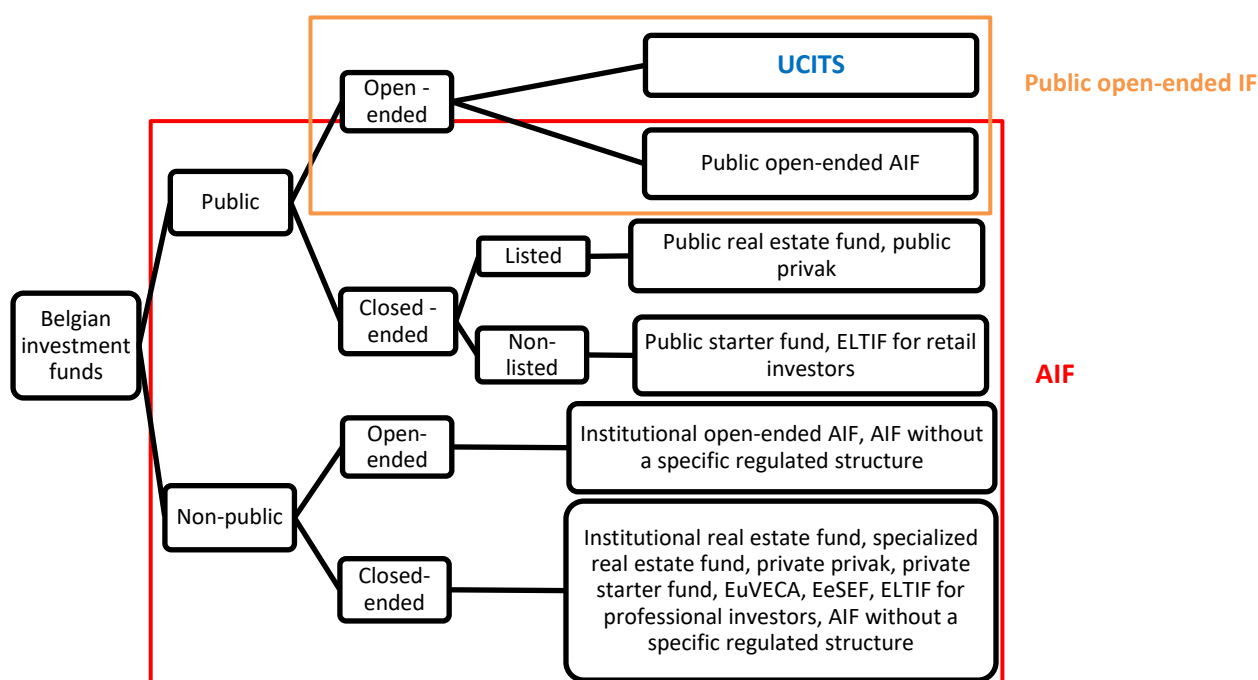 UCITS
Public open-ended IF
Open -
ended
Public open-ended AIF
Public
Listed
Public real estate fund, public
privak
Closed -
ended
Belgian
investment
funds
Non-
listed
Public starter fund, ELTIF for retail
investors
AIF
Open-
ended
Institutional open-ended AIF, AIF without
a specific regulated structure
Non-public
Closed-
ended
Institutional real estate fund, specialized
real estate fund, private privak, private
starter fund, EuVECA, EeSEF, ELTIF for
professional investors, AIF without a
specific regulated structure